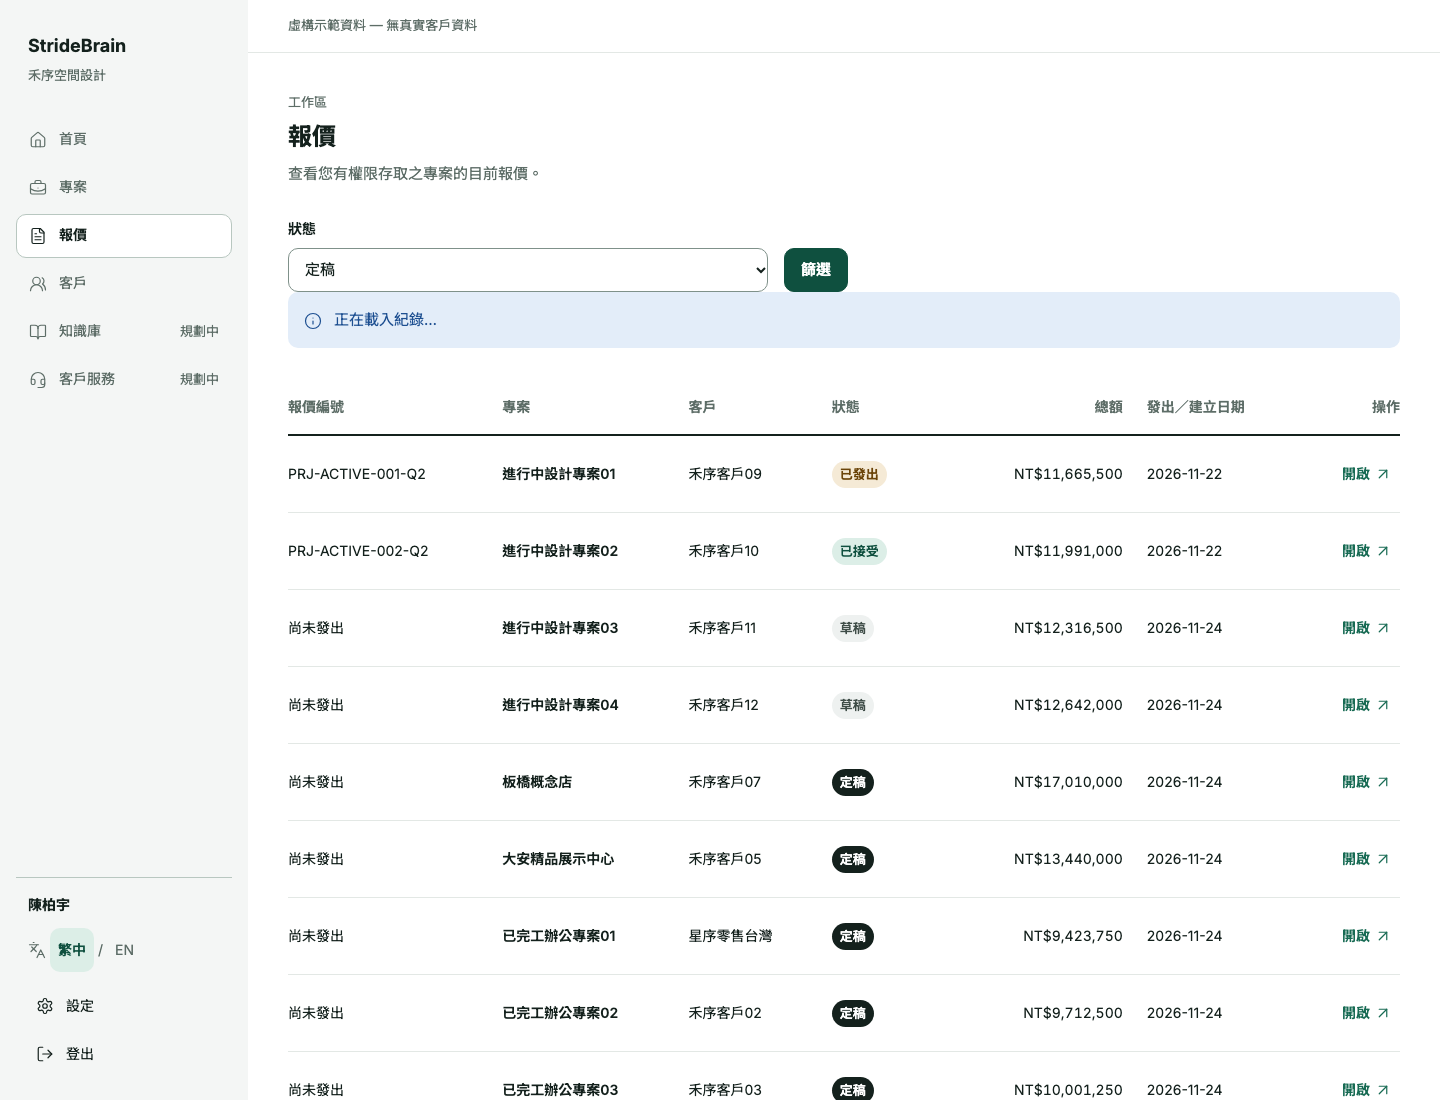 StrideBrain
禾序空間設計
首頁
專案
報價
客戶
知識庫 規劃中
客戶服務 規劃中
陳柏宇
繁中 / EN
設定
登出
虛構示範資料 — 無真實客戶資料
工作區
報價
查看您有權限存取之專案的目前報價。
狀態
定稿 篩選
正在載入紀錄...
報價編號 專案 客戶 狀態 總額 發出／建立日期 操作
PRJ-ACTIVE-001-Q2 進行中設計專案01 禾序客戶09 已發出 NT$11,665,500 2026-11-22 開啟
PRJ-ACTIVE-002-Q2 進行中設計專案02 禾序客戶10 已接受 NT$11,991,000 2026-11-22 開啟
尚未發出 進行中設計專案03 禾序客戶11 草稿 NT$12,316,500 2026-11-24 開啟
尚未發出 進行中設計專案04 禾序客戶12 草稿 NT$12,642,000 2026-11-24 開啟
尚未發出 板橋概念店 禾序客戶07 定稿 NT$17,010,000 2026-11-24 開啟
尚未發出 大安精品展示中心 禾序客戶05 定稿 NT$13,440,000 2026-11-24 開啟
尚未發出 已完工辦公專案01 星序零售台灣 定稿 NT$9,423,750 2026-11-24 開啟
尚未發出 已完工辦公專案02 禾序客戶02 定稿 NT$9,712,500 2026-11-24 開啟
尚未發出 已完工辦公專案03 禾序客戶03 定稿 NT$10,001,250 2026-11-24 開啟